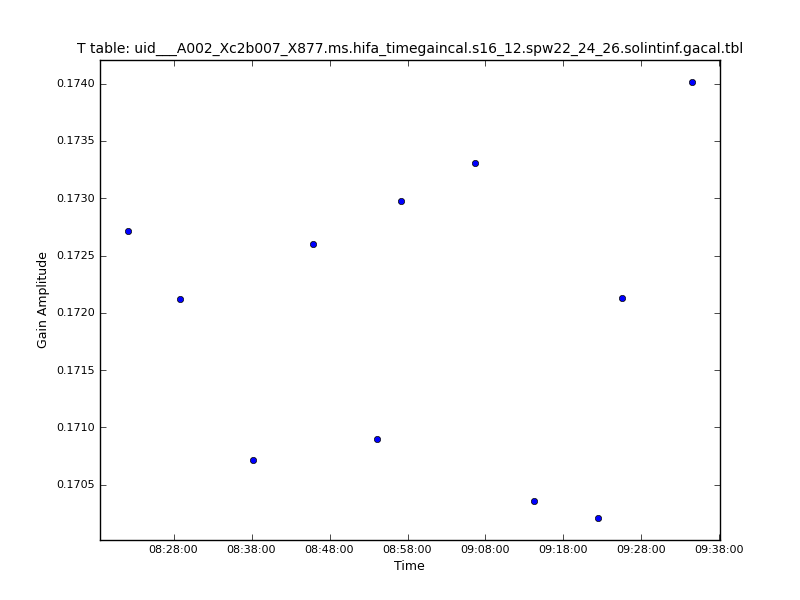 T table: uid___A002_Xc2b007_X877.ms.hifa_timegaincal.s16_12.spw22_24_26.solintinf.gacal.tbl
0.1740
0.1735
0.1730
0.1725
0.1720
0.1715
0.1710
0.1705
Gain Amplitude
08:28:00 08:38:00 08:48:00 08:58:00 09:08:00 09:18:00 09:28:00 09:38:00
Time